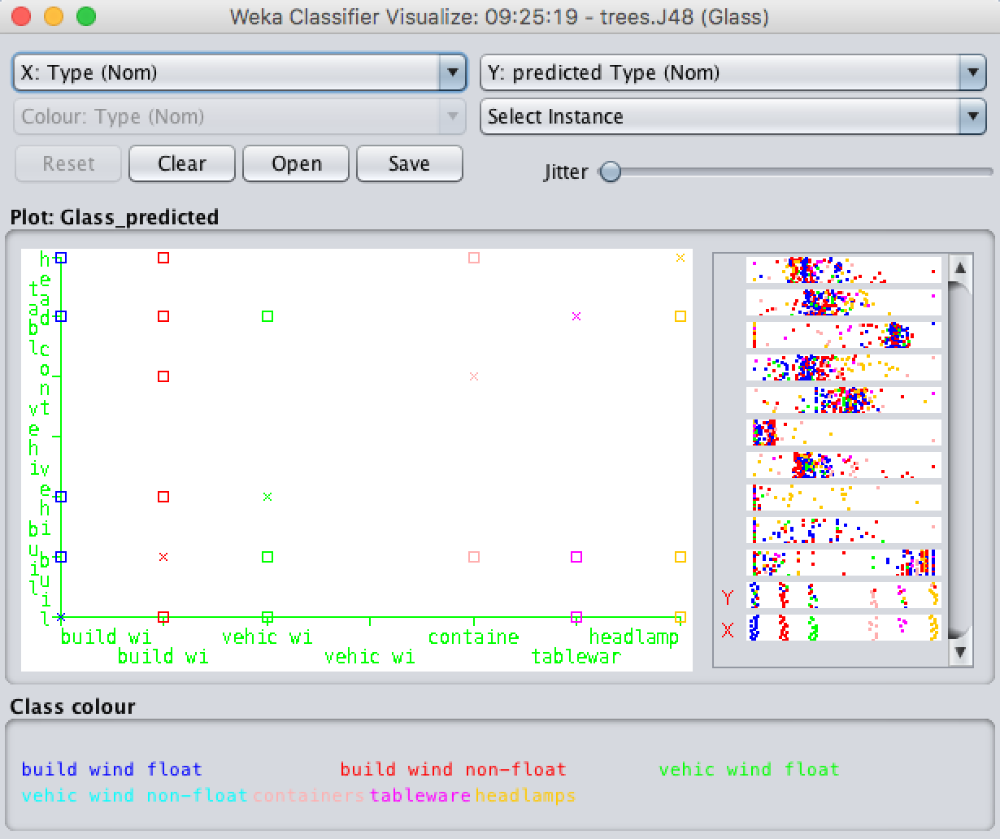 Weka Classifier Visualize: 09:25:19 - trees.J48 (Glass)
X: Type (Nom)
Y: predicted Type (Nom)
Colour: Type (Nom)
Select Instance
Reset
Clear
Open
Save
Jitter
Plot: Glass_predicted
Y
X
build wi
vehic wi
containe
headlamp
build wi
vehic wi
tablewar
Class colour
build wind float
build wind non-float
vehic wind float
vehic wind non-float
containers
tableware
headlamps